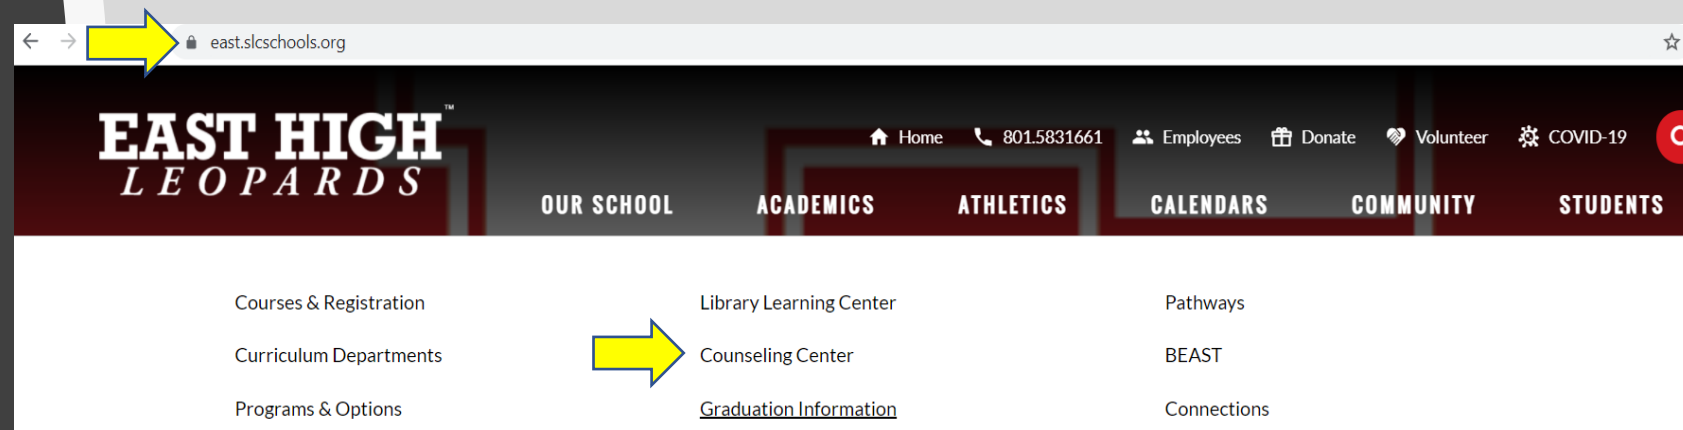 east.slcschools.org
EAST HIGH™
LEOPARDS
Home 801.5831661 Employees Donate Volunteer COVID-19
OUR SCHOOL ACADEMICS ATHLETICS CALENDARS COMMUNITY STUDENTS
Courses & Registration Library Learning Center Pathways
Curriculum Departments Counseling Center BEAST
Programs & Options Graduation Information Connections